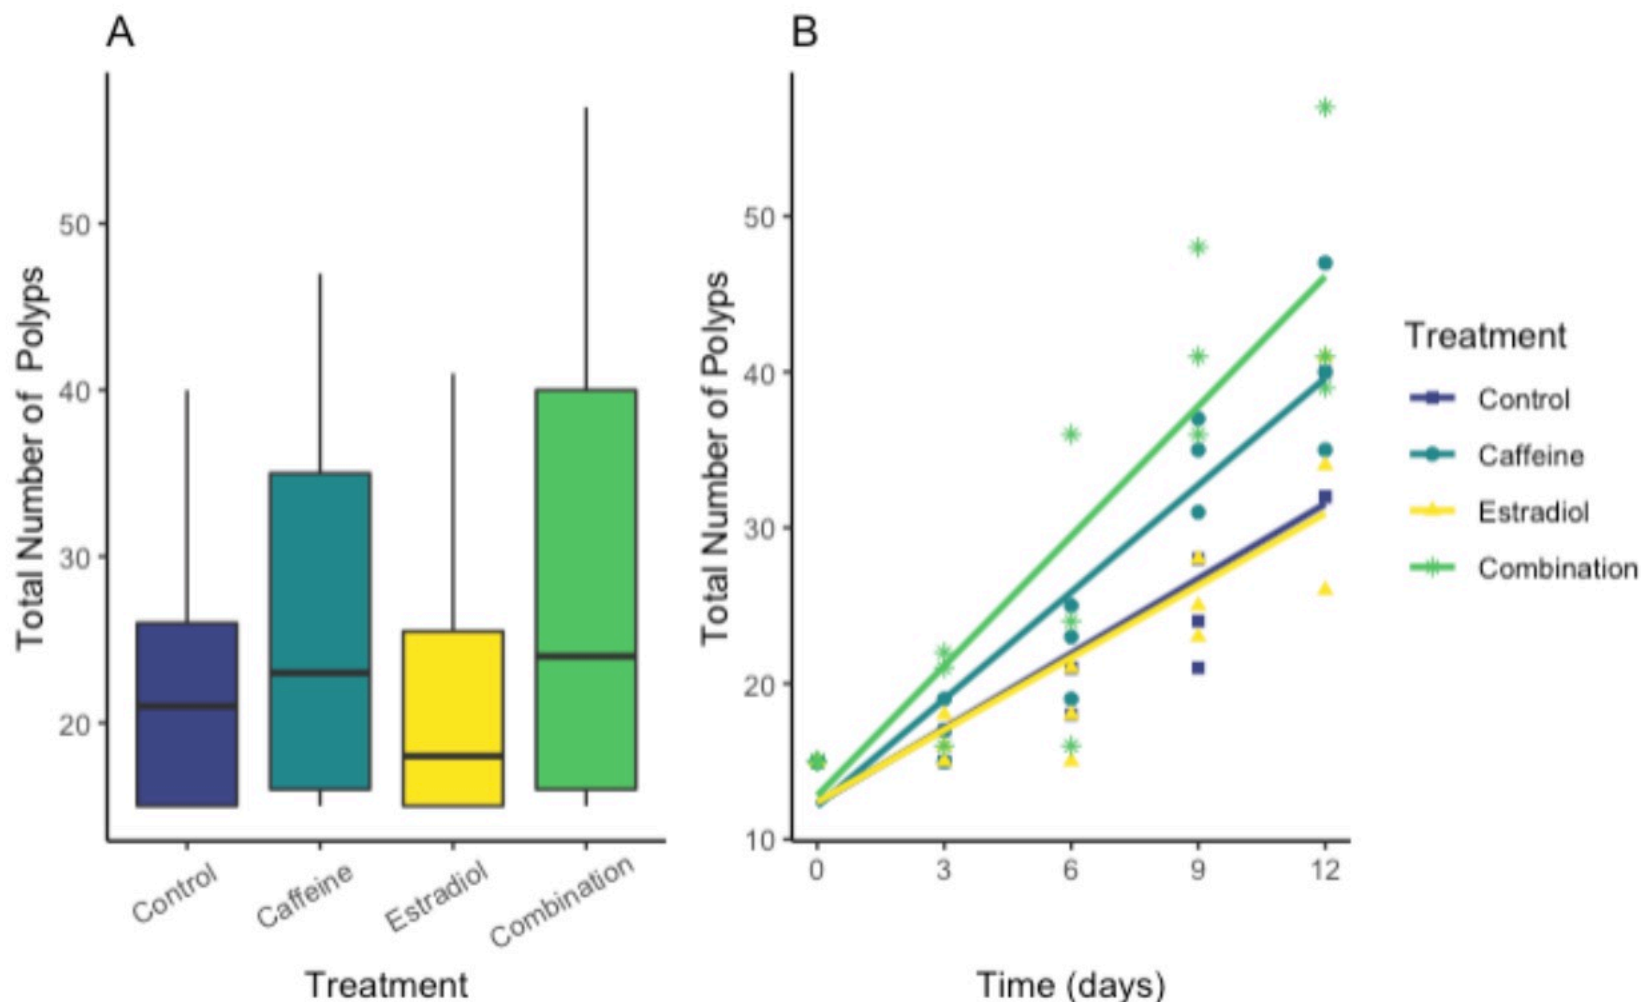 A
Total Number of Polyps
50
40
30
20
Control
Caffeine
Estradiol
Combination
Treatment
B
Total Number of Polyps
50
40
30
20
10
0
3
6
9
12
Time (days)
Treatment
Control
Caffeine
Estradiol
Combination